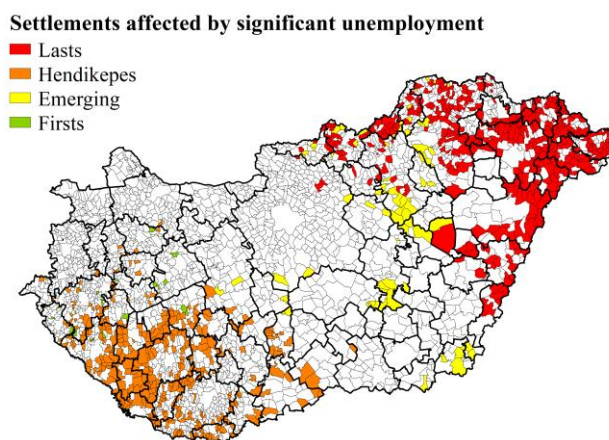 Settlements affected by significant unemployment
Lasts
Hendikepes
Emerging
Firsts